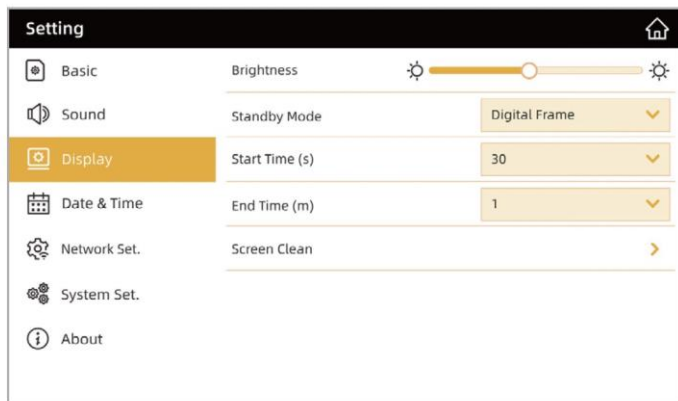 Setting
Basic
Sound
Display
Date & Time
Network Set.
System Set.
About
Brightness
Standby Mode
Digital Frame
Start Time (s)
30
End Time (m)
1
Screen Clean